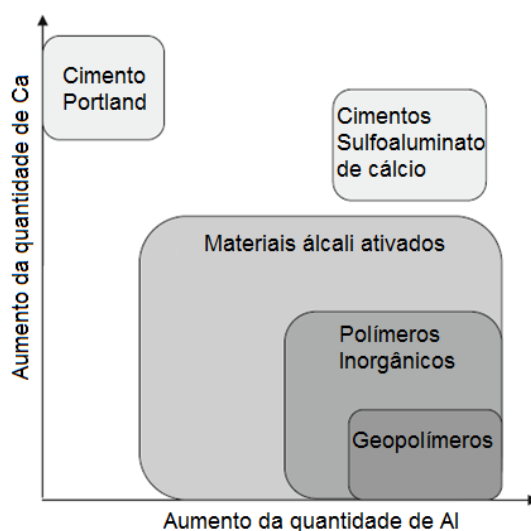 Cimento
Portland
Cimentos
Sulfoaluminato
de cálcio
Materiais álcali ativados
Polímeros
Inorgânicos
Geopolímeros
Aumento da quantidade de Ca
Aumento da quantidade de Al